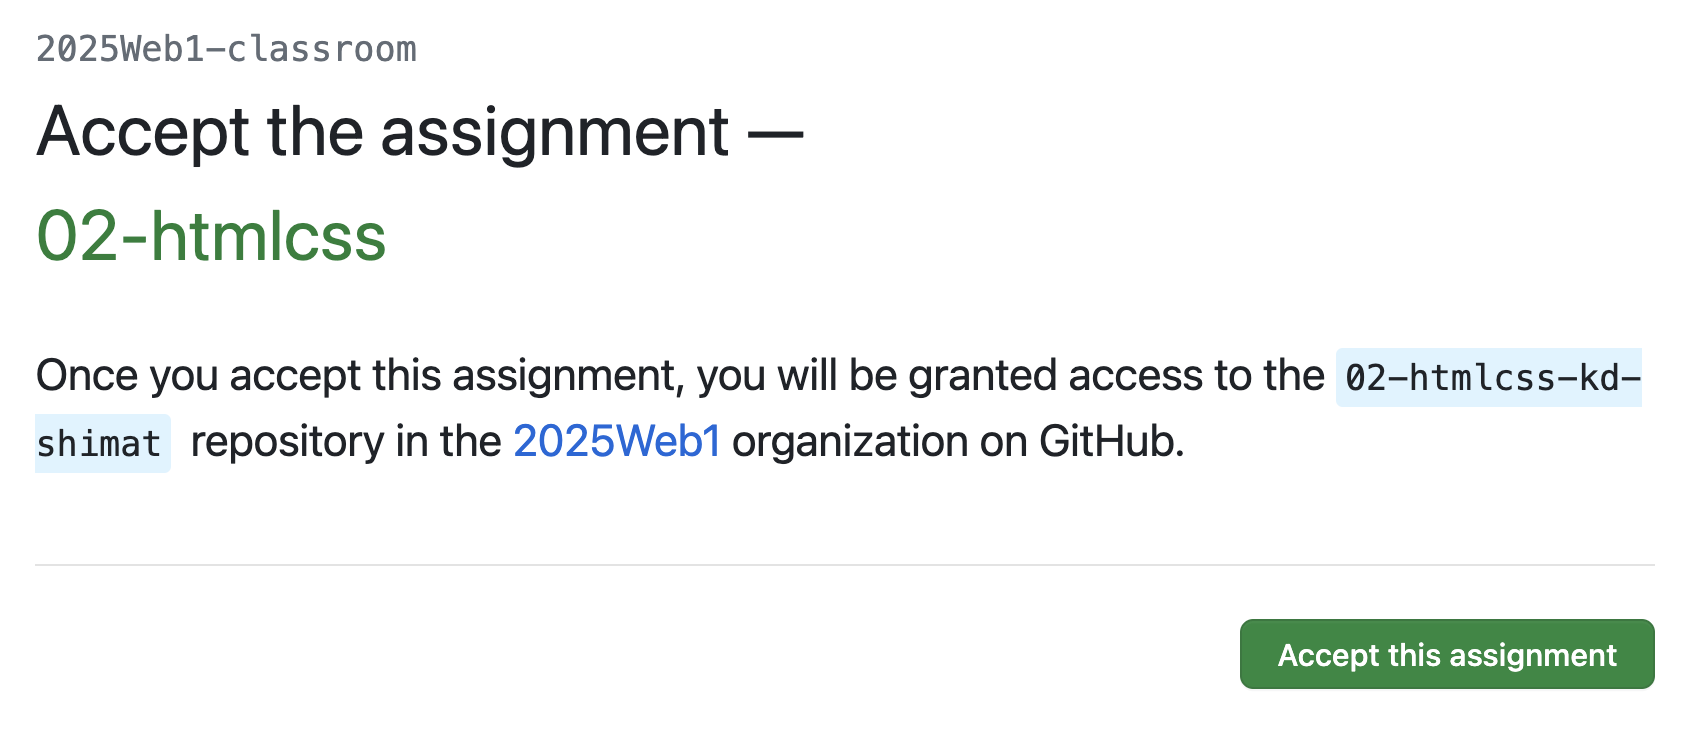 2025Web1-classroom
Accept the assignment —
02-htmlcss
Once you accept this assignment, you will be granted access to the 02-htmlcss-kd-
shimat repository in the 2025Web1 organization on GitHub.
Accept this assignment